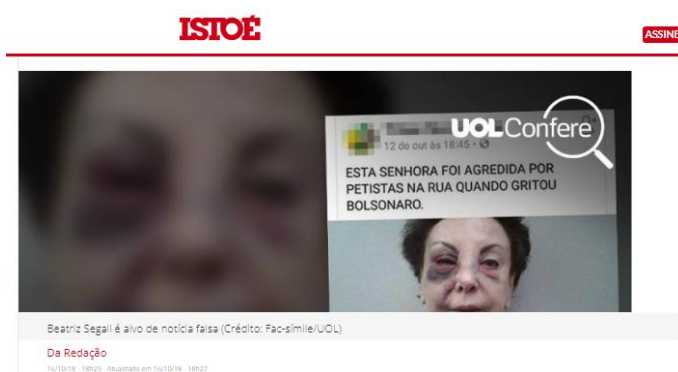 ISTOÉ
ASSINE
UOL Confere
12 de out às 18:45
ESTA SENHORA FOI AGREDIDA POR
PETISTAS NA RUA QUANDO GRITOU
BOLSONARO.
Beatriz Segall é alvo de notícia falsa (Crédito: Fac-símile/UOL)
Da Redação
16/10/18 - 18h25 - Atualizado em 16/10/18 - 18h27